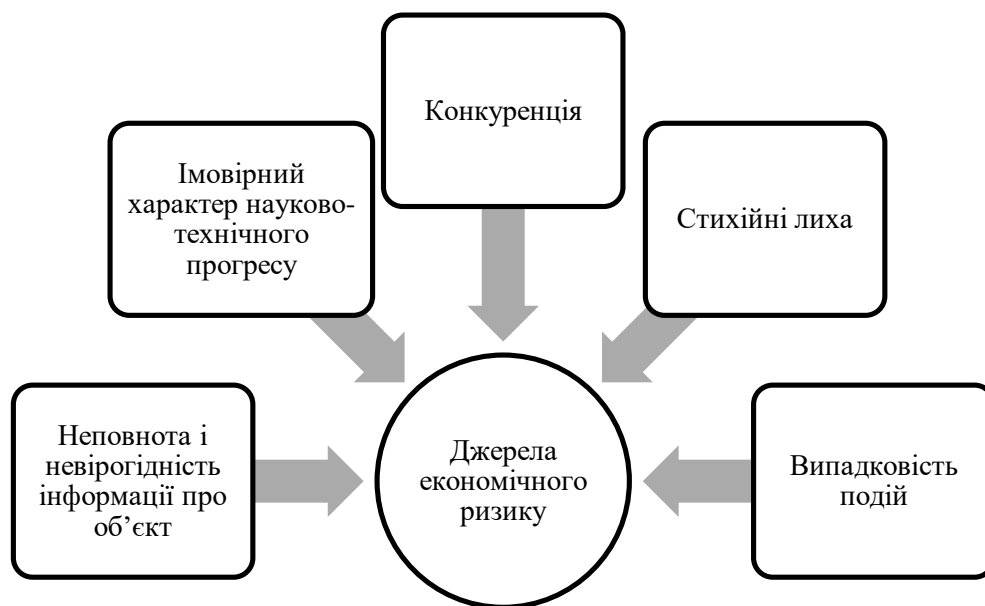 Конкуренція
Імовірний
характер науково-
технічного
прогресу
Стихійні лиха
Неповнота і
невірогідність
інформації про
об’єкт
Джерела
економічного
ризику
Випадковість
подій